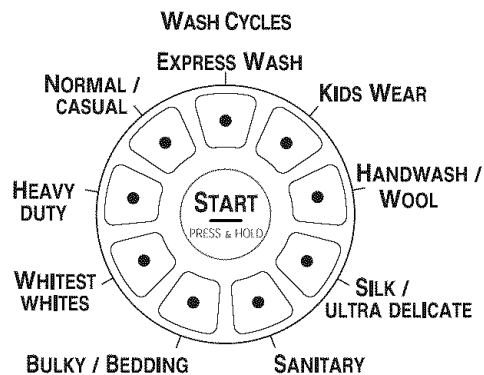 WASH CYCLES
EXPRESS WASH
NORMAL /
CASUAL
KIDS WEAR
HANDWASH /
WOOL
HEAVY
DUTY
START
PRESS & HOLD
WHITEST
WHITES
SILK /
ULTRA DELICATE
BULKY / BEDDING
SANITARY